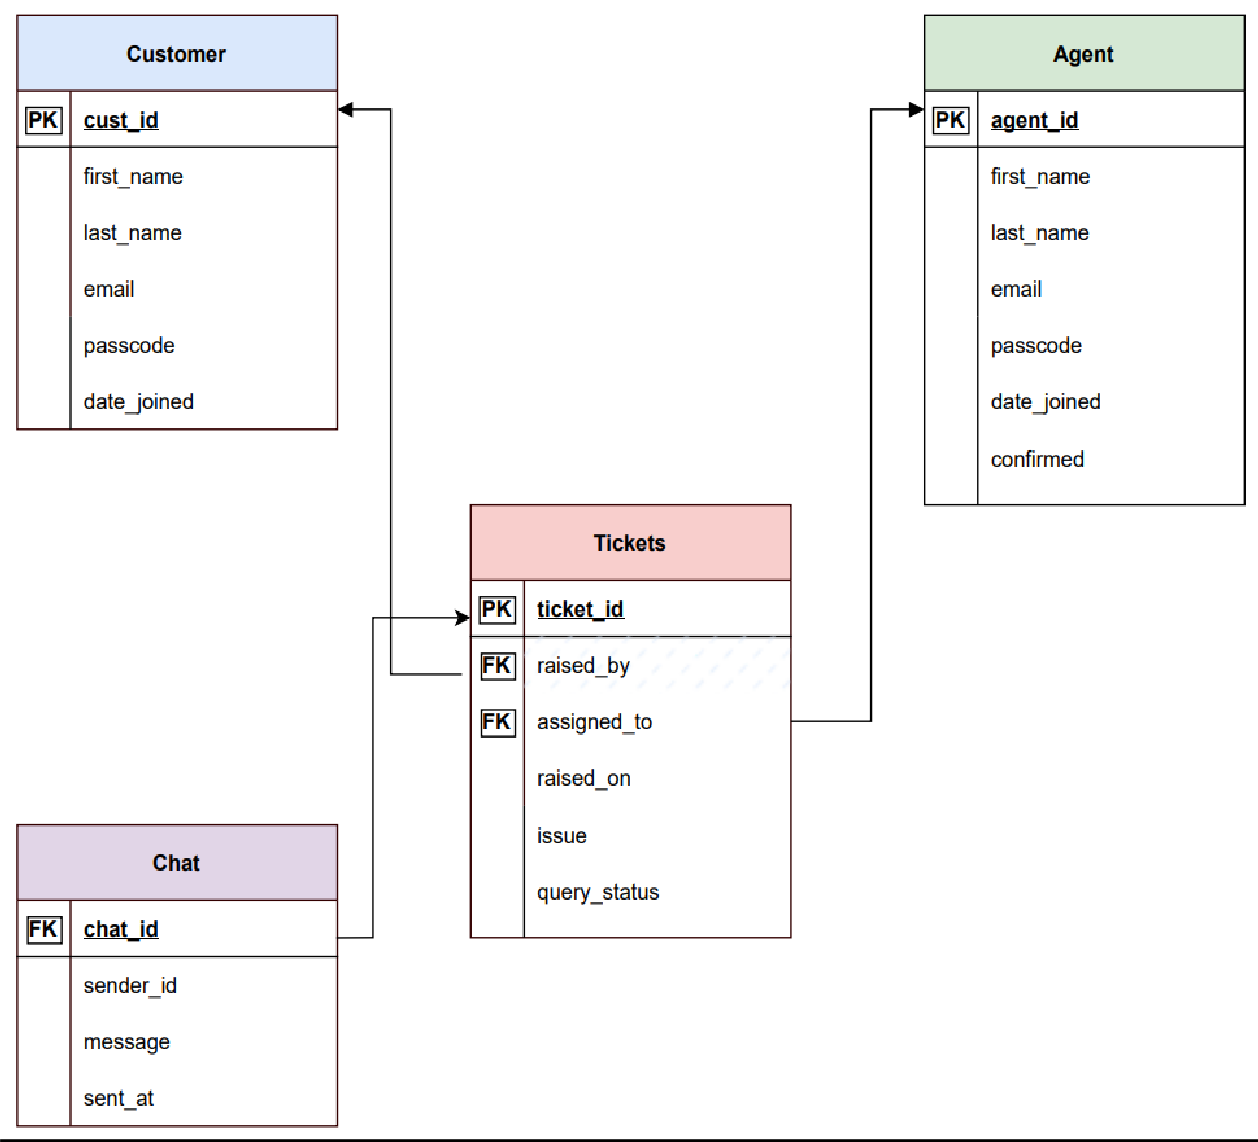 Customer
PK cust_id
first_name
last_name
email
passcode
date_joined
Agent
PK agent_id
first_name
last_name
email
passcode
date_joined
confirmed
Tickets
PK ticket_id
FK raised_by
FK assigned_to
raised_on
issue
query_status
Chat
FK chat_id
sender_id
message
sent_at